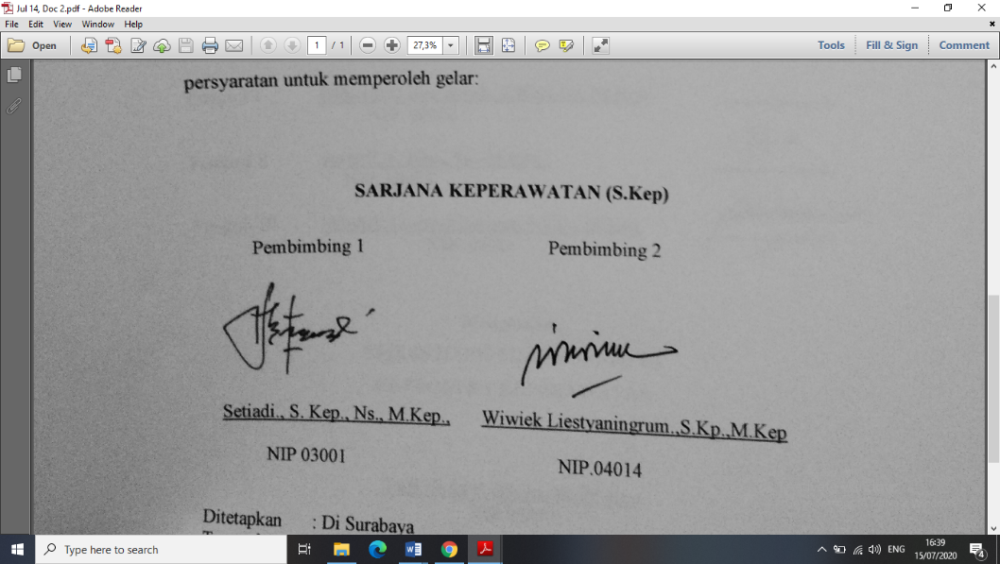 Jul 14, Doc 2.pdf - Adobe Reader
File Edit View Window Help
Open 1 / 1 27,3% Tools Fill & Sign Comment
persyaratan untuk memperoleh gelar:
SARJANA KEPERAWATAN (S.Kep)
Pembimbing 1 Pembimbing 2
Setiadi., S. Kep., Ns., M.Kep., Wiwiek Liestyaningrum.,S.Kp.,M.Kep
NIP 03001 NIP.04014
Ditetapkan : Di Surabaya
Type here to search
ENG 16:39
15/07/2020 4